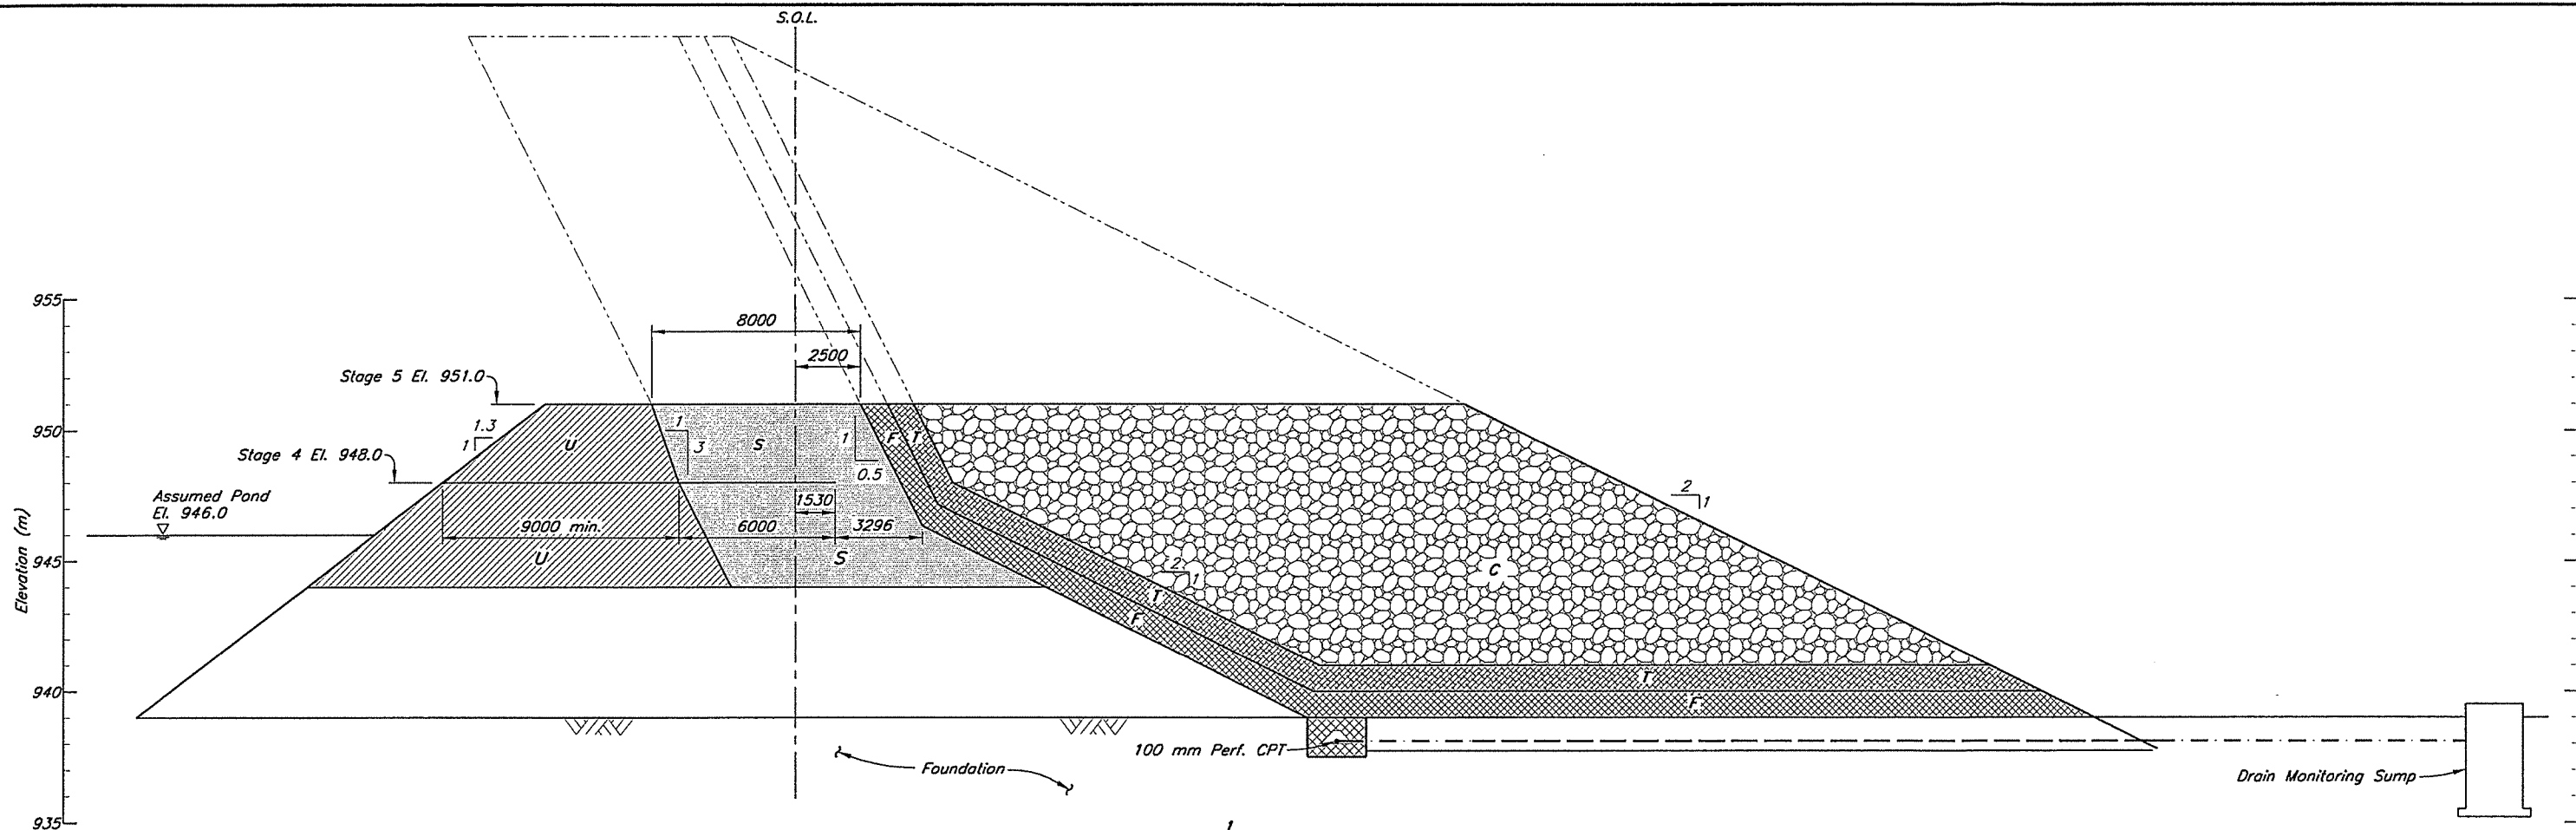 S.O.L.
955
8000
2500
Stage 5 El. 951.0
1.3
1
U
1
3
S
1
0.5
F
T
950
Stage 4 El. 948.0
2
1
Assumed Pond
El. 946.0
1530
9000 min.
6000
3296
U
S
945
Elevation (m)
2
1
C
T
F
T
940
F
100 mm Perf. CPT
Foundation
Drain Monitoring Sump
935
1